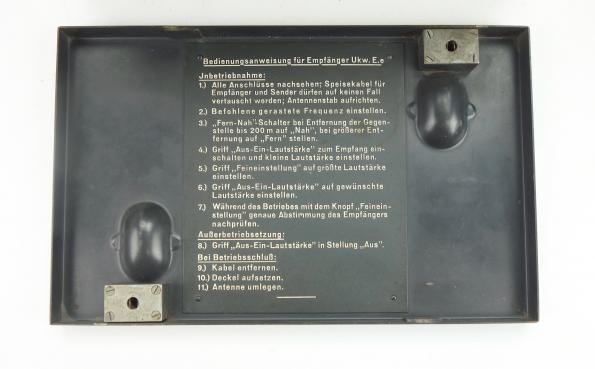 "Bedienungsanweisung für Empfänger Ukw. E.e"
Jnbetriebnahme:
1.) Alle Anschlüsse nachsehen; Speisekabel für
Empfänger und Sender dürfen auf keinen Fall
vertauscht werden; Antennenstab aufrichten.
2.) Befohlene gerastete Frequenz einstellen.
3.) „Fern-Nah"-Schalter bei Entfernung der Gegen-
stelle bis 200 m auf „Nah", bei größerer Ent-
fernung auf „Fern" stellen.
4.) Griff „Aus-Ein-Lautstärke" zum Empfang ein-
schalten und kleine Lautstärke einstellen.
5.) Griff „Feineinstellung" auf größte Lautstärke
einstellen.
6.) Griff „Aus-Ein-Lautstärke" auf gewünschte
Lautstärke einstellen.
7.) Während des Betriebes mit dem Knopf „Feinein-
stellung" genaue Abstimmung des Empfängers
nachprüfen.
Außerbetriebsetzung:
8.) Griff „Aus-Ein-Lautstärke" in Stellung „Aus".
Bei Betriebsschluß:
9.) Kabel entfernen.
10.) Deckel aufsetzen.
11.) Antenne umlegen.